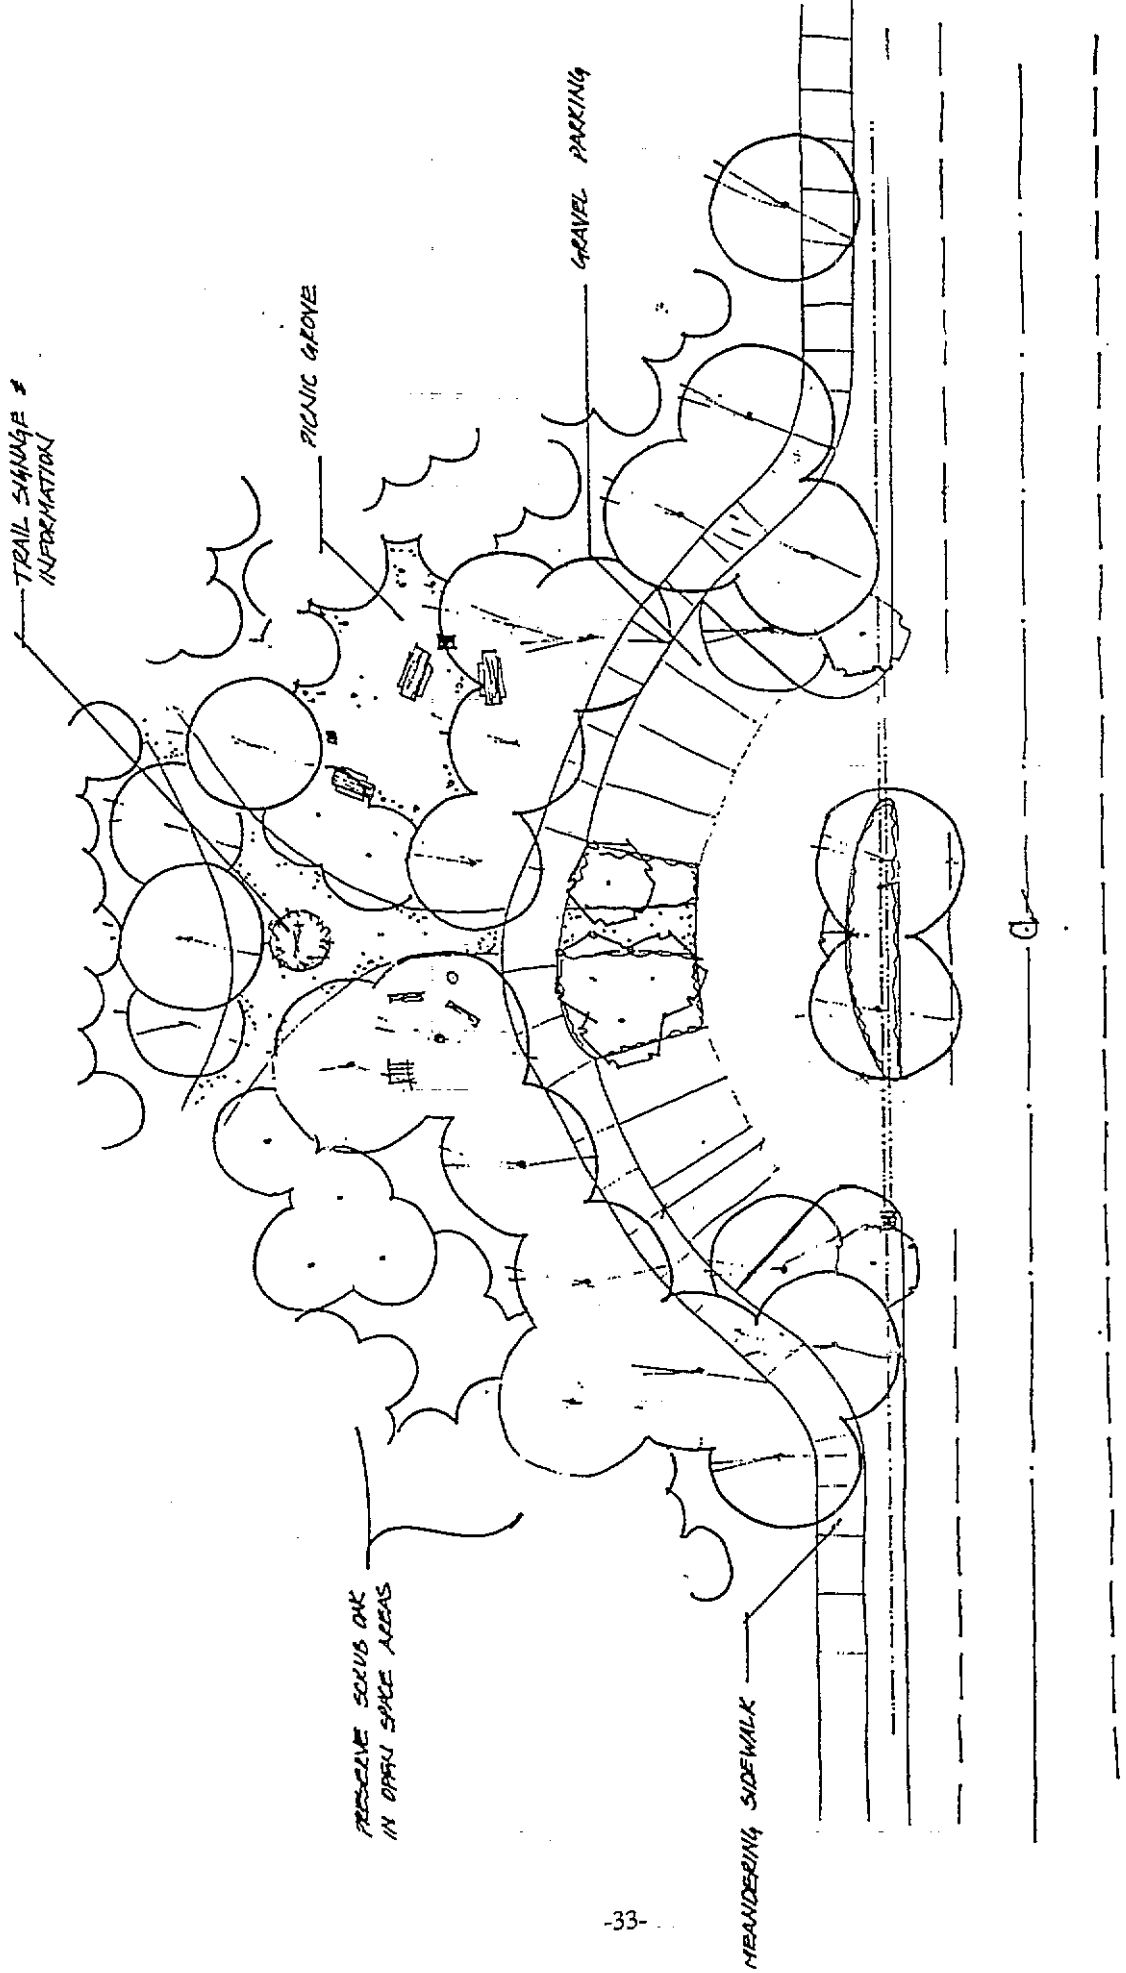 TRAIL SIGNAGE &
INFORMATION
PICNIC GROVE
GRAVEL PARKING
PRESERVE SCRUB OAK
IN OPEN SPACE AREAS
MEANDERING SIDEWALK
-33-